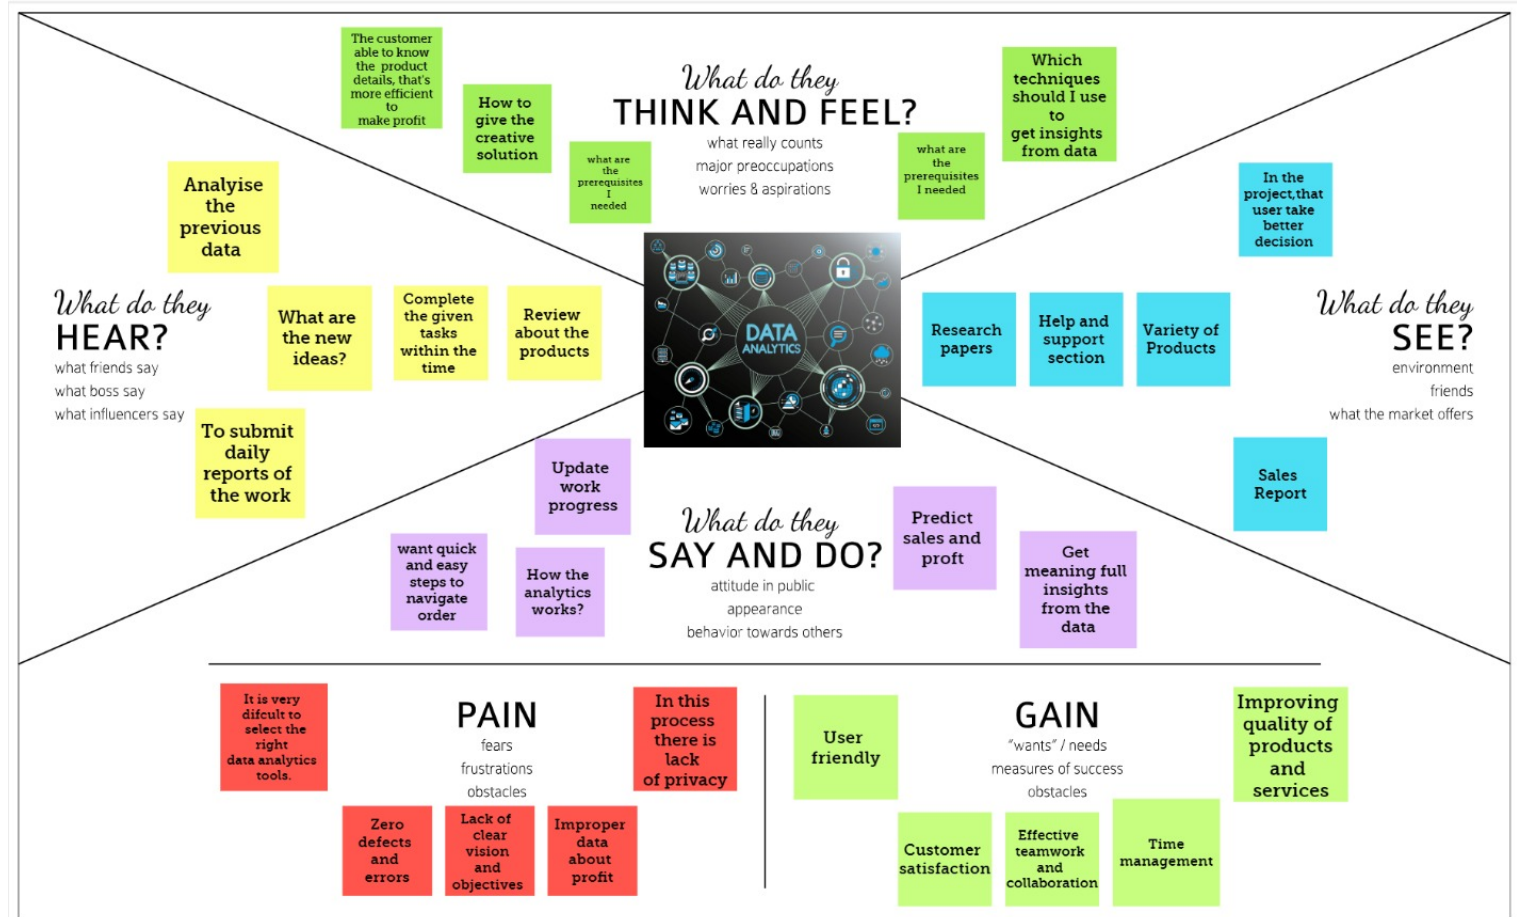 The customer
able to know
the product
details, that's
more efficient
to
make profit
How to
give the
creative
solution
what are
the
prerequisites
I
needed
What do they
THINK AND FEEL?
what really counts
major preoccupations
worries & aspirations
what are
the
prerequisites
I needed
Which
techniques
should I use
to
get insights
from data
Analyise
the
previous
data
What do they
HEAR?
what friends say
what boss say
what influencers say
What are
the new
ideas?
Complete
the given
tasks
within the
time
Review
about the
products
To submit
daily
reports of
the work
DATA
ANALYTICS
In the
project,that
user take
better
decision
Research
papers
Help and
support
section
Variety of
Products
What do they
SEE?
environment
friends
what the market offers
Sales
Report
Update
work
progress
want quick
and easy
steps to
navigate
order
How the
analytics
works?
What do they
SAY AND DO?
attitude in public
appearance
behavior towards others
Predict
sales and
proft
Get
meaning full
insights
from the
data
It is very
difcult to
select the
right
data analytics
tools.
PAIN
fears
frustrations
obstacles
In this
process
there is
lack
of privacy
Zero
defects
and
errors
Lack of
clear
vision
and
objectives
Improper
data
about
profit
User
friendly
GAIN
"wants" / needs
measures of success
obstacles
Improving
quality of
products
and
services
Customer
satisfaction
Effective
teamwork
and
collaboration
Time
management